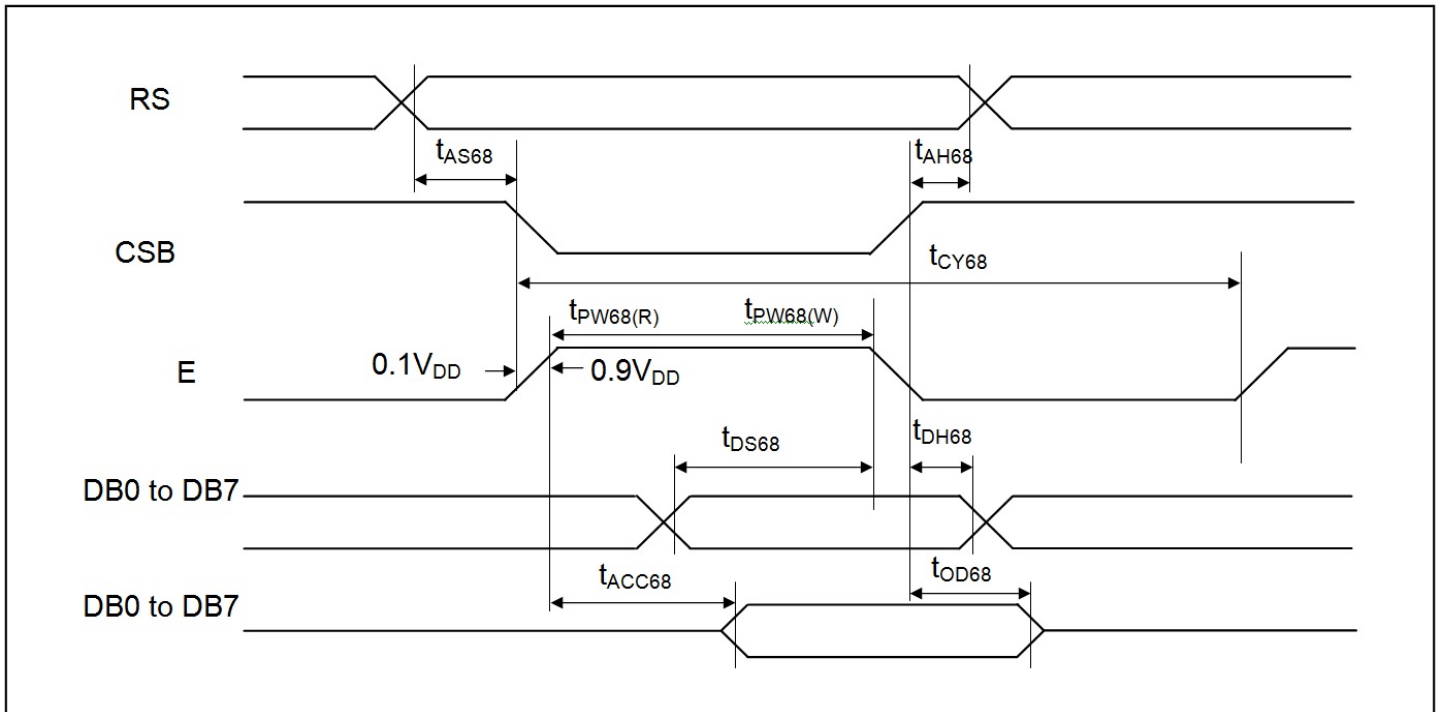 RS
tAS68
tAH68
CSB
tCY68
tPW68(R)
tPW68(W)
E
0.1VDD
0.9VDD
tDS68
tDH68
DB0 to DB7
tACC68
tOD68
DB0 to DB7